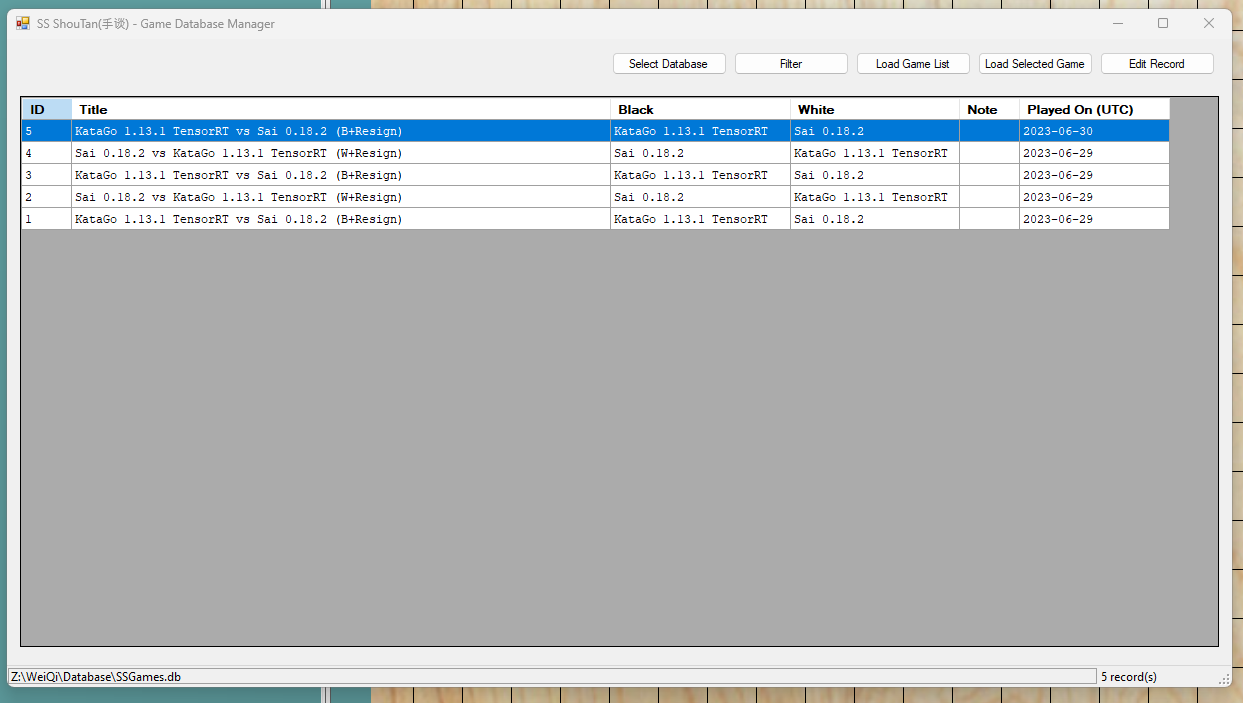 SS ShouTan(手谈) - Game Database Manager
Select Database Filter Load Game List Load Selected Game Edit Record
ID Title Black White Note Played On (UTC)
5 KataGo 1.13.1 TensorRT vs Sai 0.18.2 (B+Resign) KataGo 1.13.1 TensorRT Sai 0.18.2 2023-06-30
4 Sai 0.18.2 vs KataGo 1.13.1 TensorRT (W+Resign) Sai 0.18.2 KataGo 1.13.1 TensorRT 2023-06-29
3 KataGo 1.13.1 TensorRT vs Sai 0.18.2 (B+Resign) KataGo 1.13.1 TensorRT Sai 0.18.2 2023-06-29
2 Sai 0.18.2 vs KataGo 1.13.1 TensorRT (W+Resign) Sai 0.18.2 KataGo 1.13.1 TensorRT 2023-06-29
1 KataGo 1.13.1 TensorRT vs Sai 0.18.2 (B+Resign) KataGo 1.13.1 TensorRT Sai 0.18.2 2023-06-29
Z:\WeiQi\Database\SSGames.db 5 record(s)